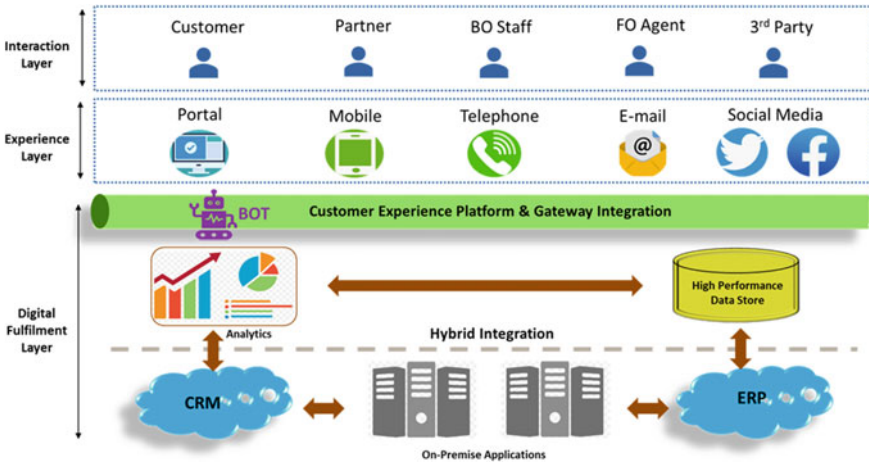 Interaction
Layer
Customer
Partner
BO Staff
FO Agent
3rd Party
Experience
Layer
Portal
Mobile
Telephone
E-mail
Social Media
@
BOT
Customer Experience Platform & Gateway Integration
Digital
Fulfilment
Layer
Analytics
High Performance
Data Store
Hybrid Integration
CRM
ERP
On-Premise Applications